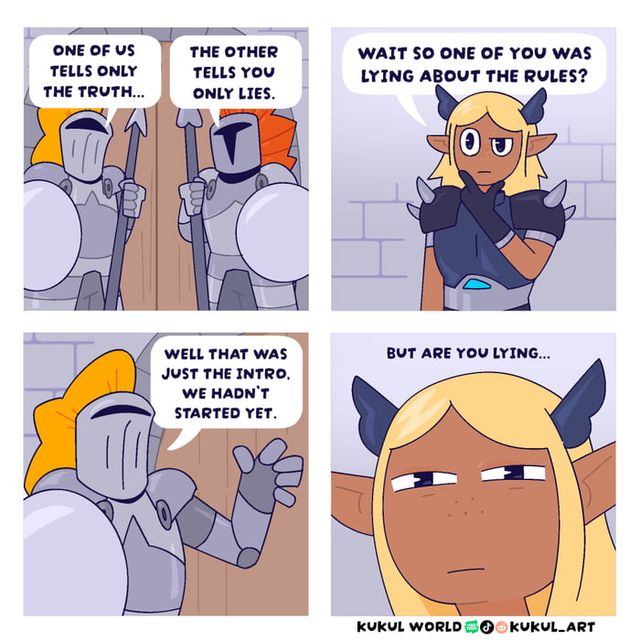 ONE OF US
TELLS ONLY
THE TRUTH...
THE OTHER
TELLS YOU
ONLY LIES.
WAIT SO ONE OF YOU WAS
LYING ABOUT THE RULES?
WELL THAT WAS
JUST THE INTRO,
WE HADN'T
STARTED YET.
BUT ARE YOU LYING...
KUKUL WORLD KUKUL_ART